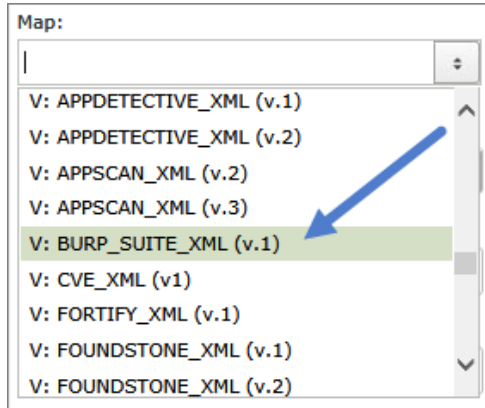 Map:
V: APPDETECTIVE_XML (v.1)
V: APPDETECTIVE_XML (v.2)
V: APPSCAN_XML (v.2)
V: APPSCAN_XML (v.3)
V: BURP_SUITE_XML (v.1)
V: CVE_XML (v1)
V: FORTIFY_XML (v.1)
V: FOUNDSTONE_XML (v.1)
V: FOUNDSTONE_XML (v.2)